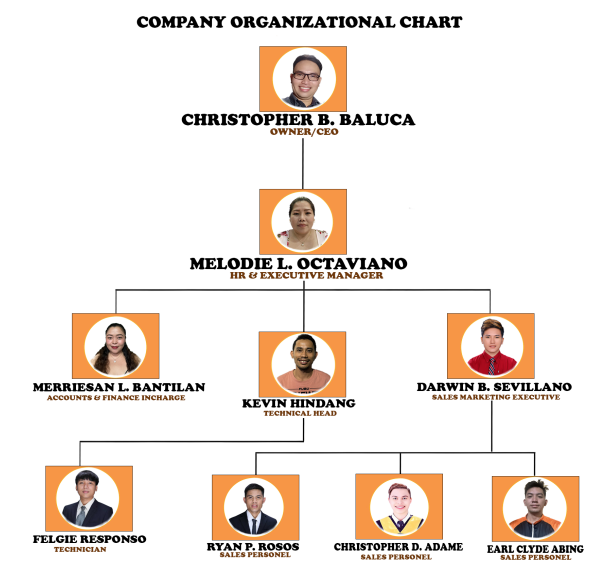 COMPANY ORGANIZATIONAL CHART
CHRISTOPHER B. BALUCA
OWNER/CEO
MELODIE L. OCTAVIANO
HR & EXECUTIVE MANAGER
MERRIESAN L. BANTILAN
ACCOUNTS & FINANCE INCHARGE
KEVIN HINDANG
TECHNICAL HEAD
DARWIN B. SEVILLANO
SALES MARKETING EXECUTIVE
FELGIE RESPONSO
TECHNICIAN
RYAN P. ROSOS
SALES PERSONEL
CHRISTOPHER D. ADAME
SALES PERSONEL
EARL CLYDE ABING
SALES PERSONEL